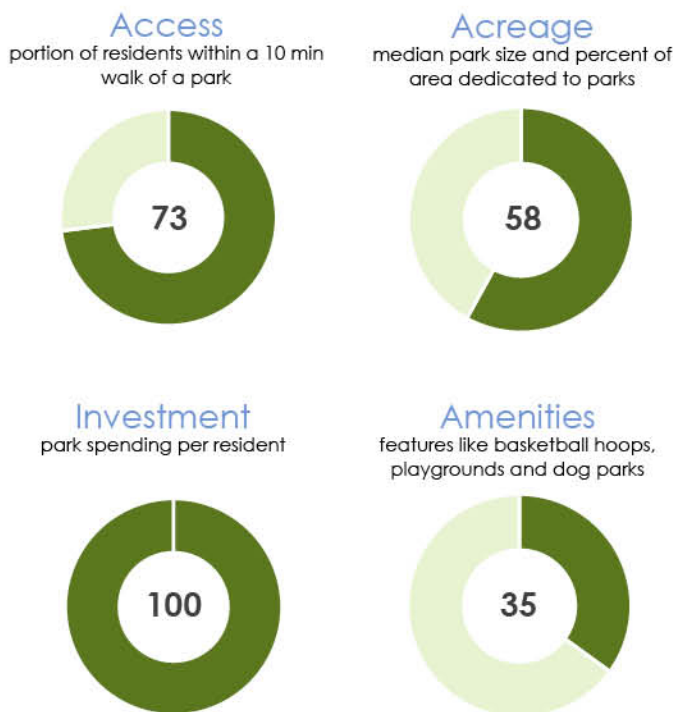 Access
portion of residents within a 10 min
walk of a park
73
Acreage
median park size and percent of
area dedicated to parks
58
Investment
park spending per resident
100
Amenities
features like basketball hoops,
playgrounds and dog parks
35